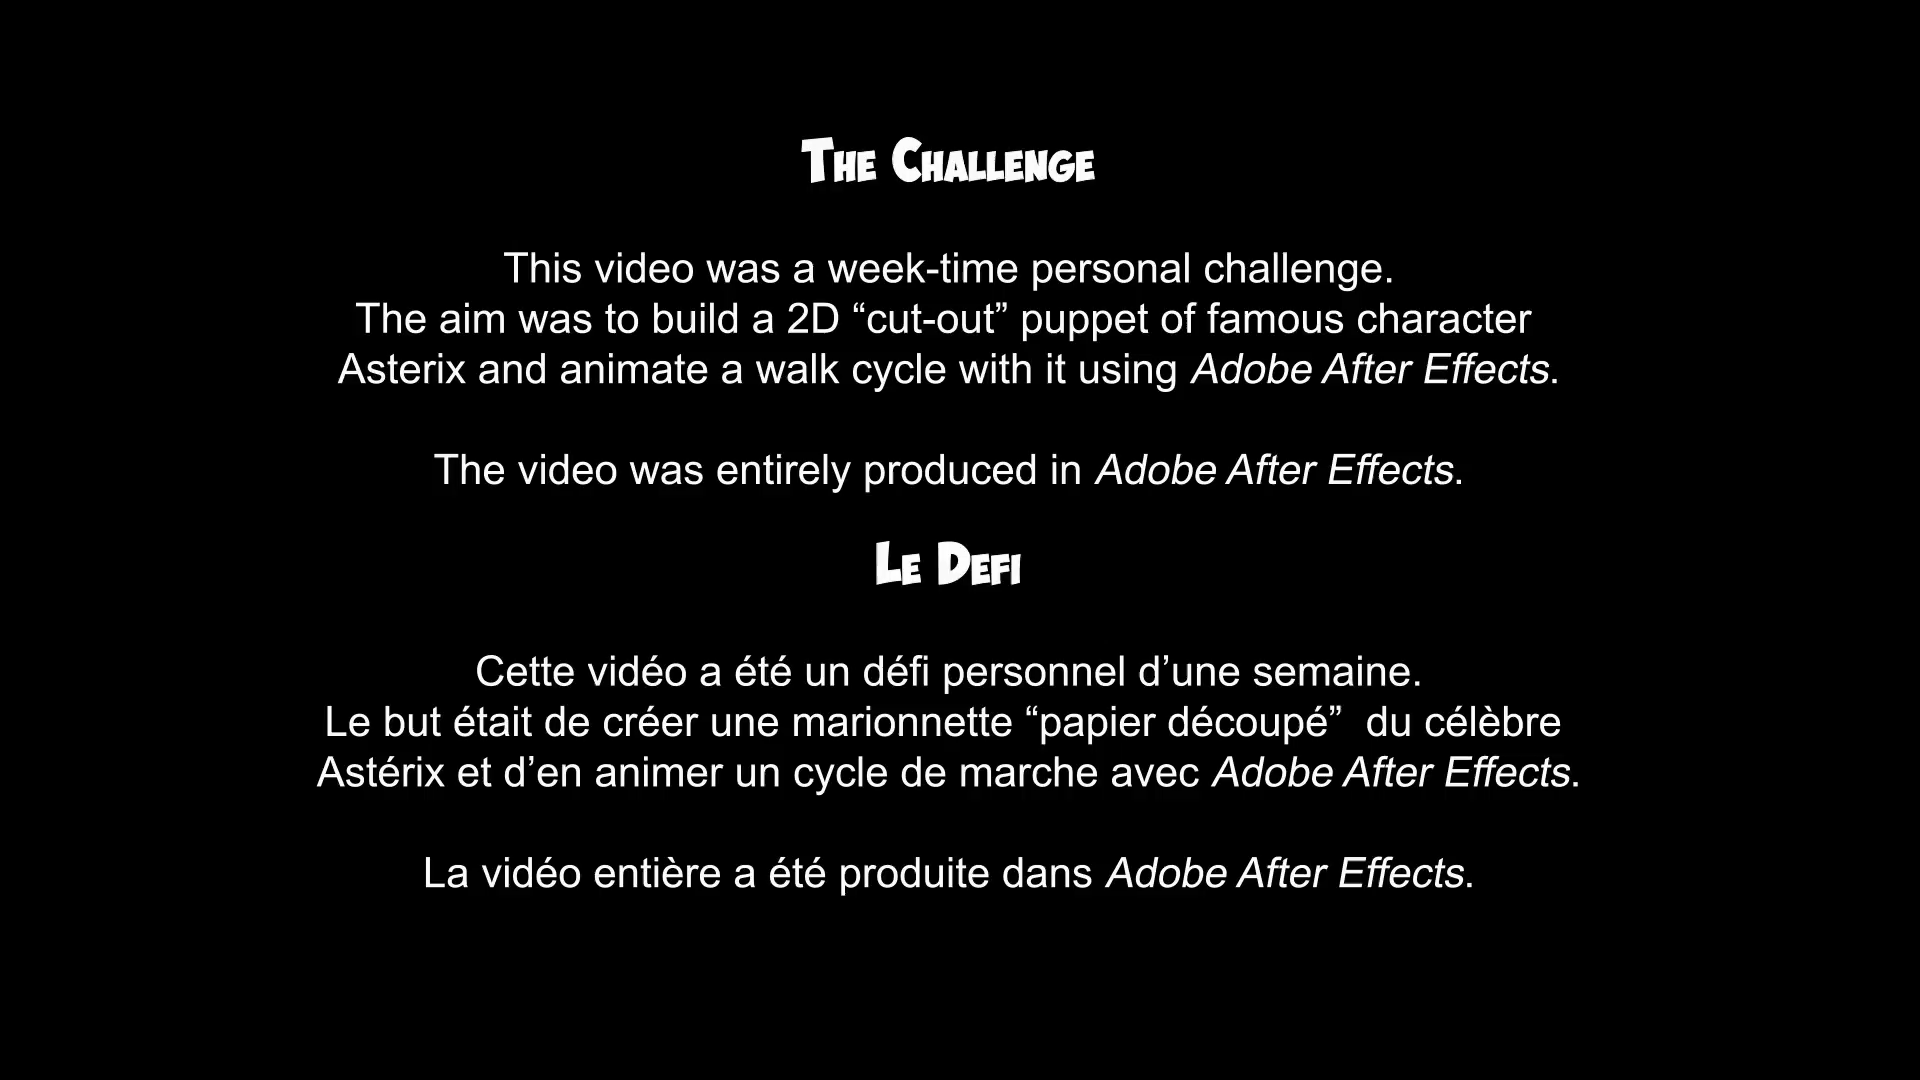 The Challenge
This video was a week-time personal challenge.
The aim was to build a 2D “cut-out” puppet of famous character
Asterix and animate a walk cycle with it using Adobe After Effects.
The video was entirely produced in Adobe After Effects.
Le Defi
Cette vidéo a été un défi personnel d’une semaine.
Le but était de créer une marionnette “papier découpé”  du célèbre
Astérix et d’en animer un cycle de marche avec Adobe After Effects.
La vidéo entière a été produite dans Adobe After Effects.